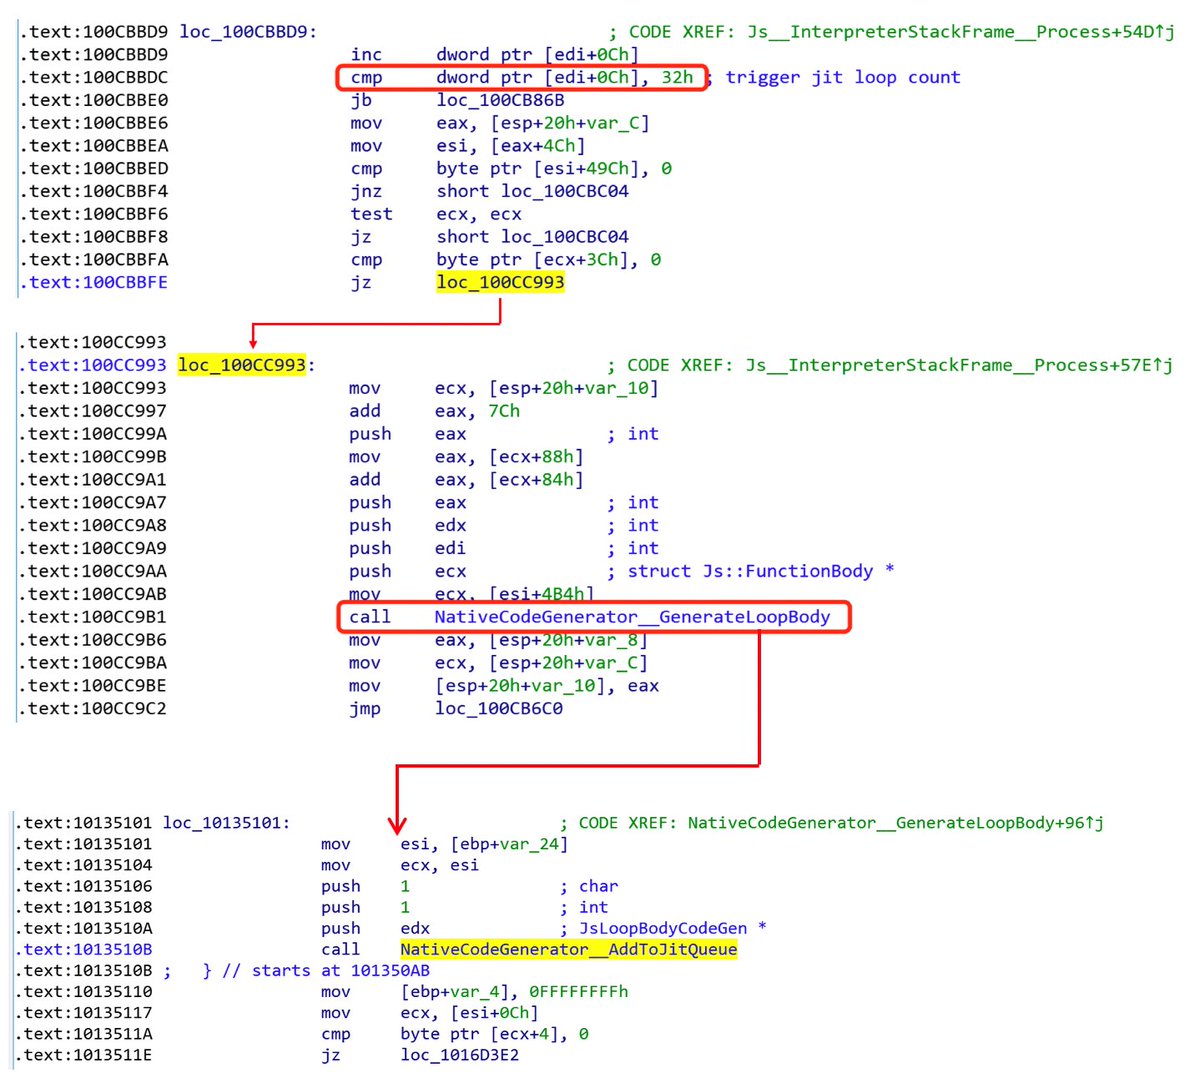 .text:100CBBD9 loc_100CBBD9: ; CODE XREF: Js__InterpreterStackFrame__Process+54D↑j
.text:100CBBD9 inc dword ptr [edi+0Ch]
.text:100CBBDC cmp dword ptr [edi+0Ch], 32h ; trigger jit loop count
.text:100CBBE0 jb loc_100CB86B
.text:100CBBE6 mov eax, [esp+20h+var_C]
.text:100CBBEA mov esi, [eax+4Ch]
.text:100CBBED cmp byte ptr [esi+49Ch], 0
.text:100CBBF4 jnz short loc_100CBC04
.text:100CBBF6 test ecx, ecx
.text:100CBBF8 jz short loc_100CBC04
.text:100CBBFA cmp byte ptr [ecx+3Ch], 0
.text:100CBBFE jz loc_100CC993
.text:100CC993
.text:100CC993 loc_100CC993: ; CODE XREF: Js__InterpreterStackFrame__Process+57E↑j
.text:100CC993 mov ecx, [esp+20h+var_10]
.text:100CC997 add eax, 7Ch
.text:100CC99A push eax ; int
.text:100CC99B mov eax, [ecx+88h]
.text:100CC9A1 add eax, [ecx+84h]
.text:100CC9A7 push eax ; int
.text:100CC9A8 push edx ; int
.text:100CC9A9 push edi ; int
.text:100CC9AA push ecx ; struct Js::FunctionBody *
.text:100CC9AB mov ecx, [esi+4B4h]
.text:100CC9B1 call NativeCodeGenerator__GenerateLoopBody
.text:100CC9B6 mov eax, [esp+20h+var_8]
.text:100CC9BA mov ecx, [esp+20h+var_C]
.text:100CC9BE mov [esp+20h+var_10], eax
.text:100CC9C2 jmp loc_100CB6C0
.text:10135101 loc_10135101: ; CODE XREF: NativeCodeGenerator__GenerateLoopBody+96↑j
.text:10135101 mov esi, [ebp+var_24]
.text:10135104 mov ecx, esi
.text:10135106 push 1 ; char
.text:10135108 push 1 ; int
.text:1013510A push edx ; JsLoopBodyCodeGen *
.text:1013510B call NativeCodeGenerator__AddToJitQueue
.text:1013510B ; } // starts at 101350AB
.text:10135110 mov [ebp+var_4], 0FFFFFFFFh
.text:10135117 mov ecx, [esi+0Ch]
.text:1013511A cmp byte ptr [ecx+4], 0
.text:1013511E jz loc_1016D3E2